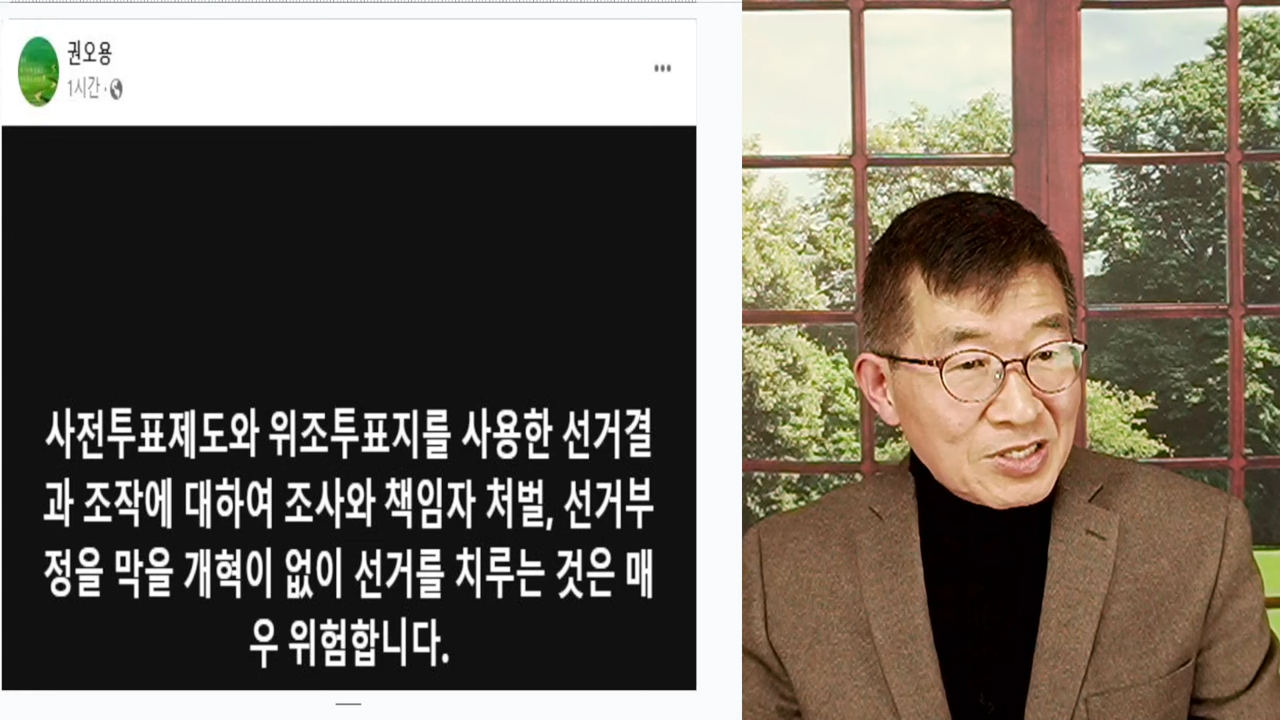 권오용
1시간 ·
사전투표제도와 위조투표지를 사용한 선거결
과 조작에 대하여 조사와 책임자 처벌, 선거부
정을 막을 개혁이 없이 선거를 치루는 것은 매
우 위험합니다.